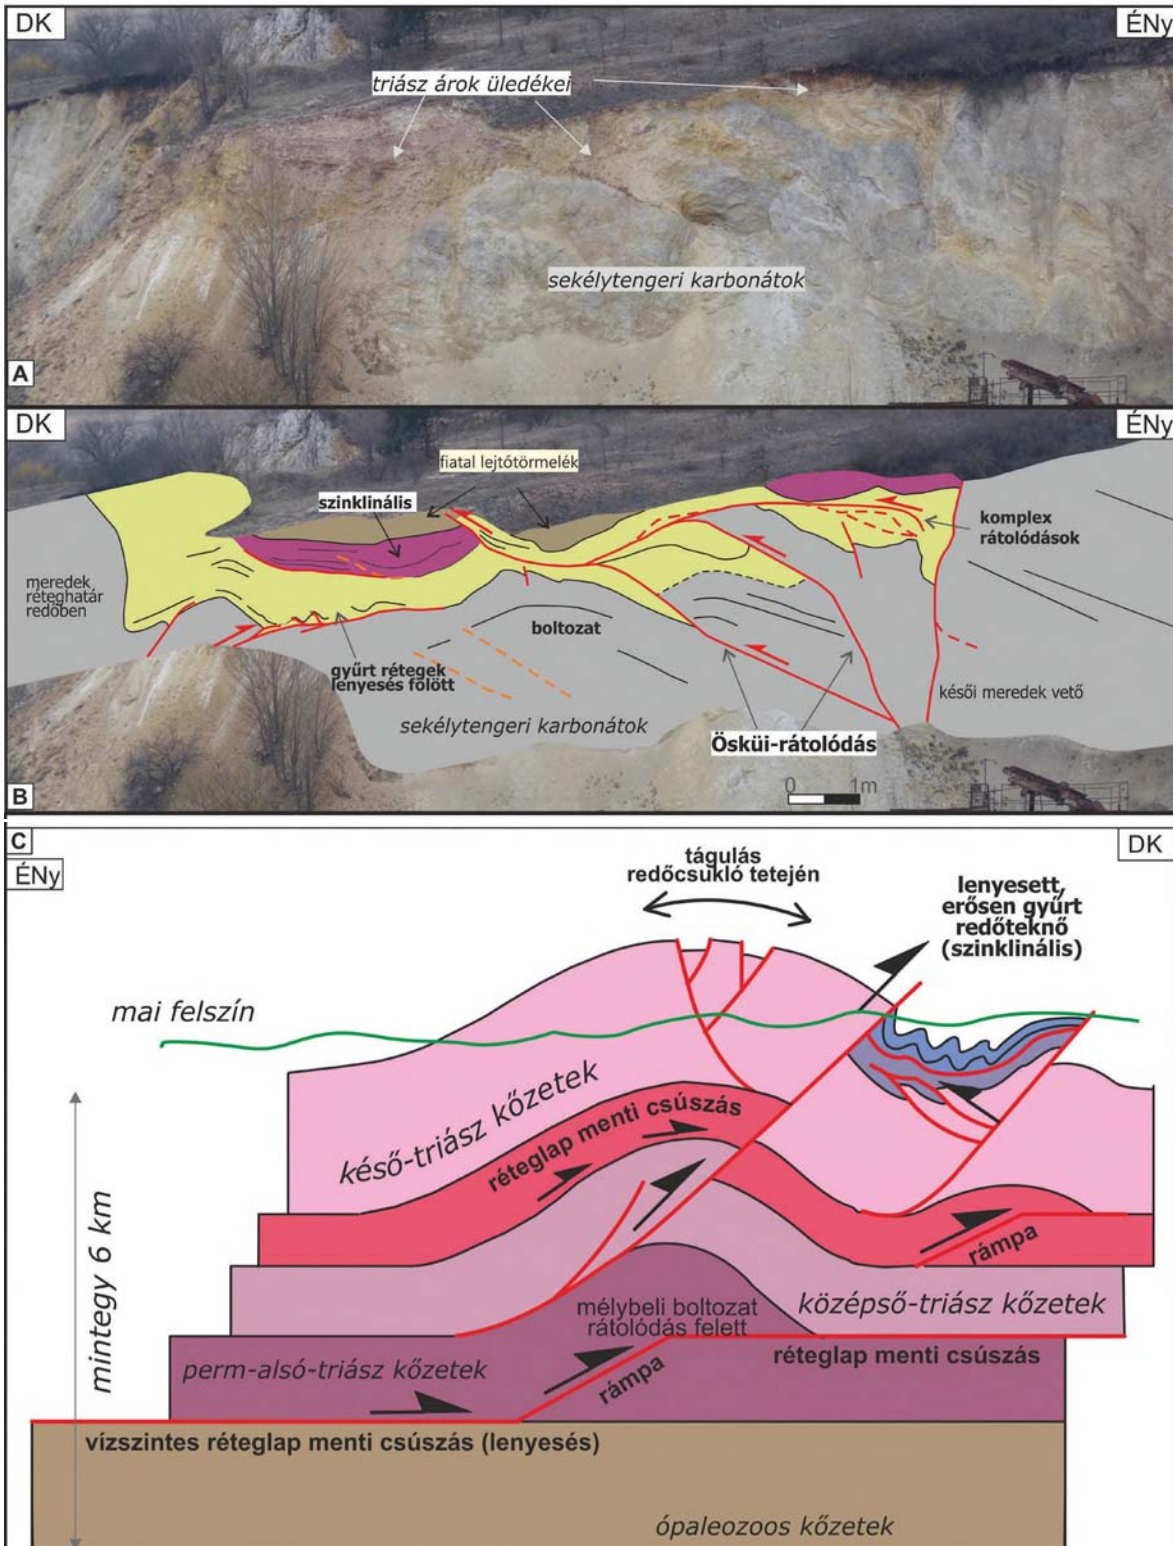 DK
ÉNy
triász árok üledékei
sekélytengeri karbonátok
A
DK
ÉNy
fiatal lejtőtörmelék
szinklinális
komplex
rátolódások
meredek
réteghatár
redőben
boltozat
gyűrt rétegek
lenyesés fölött
sekélytengeri karbonátok
késői meredek vető
Ösküi-rátolódás
0 1m
B
C
ÉNy
DK
tágulás
redőcsukló tetején
lenyesett,
erősen gyűrt
redőteknő
(szinklinális)
mai felszín
késő-triász kőzetek
réteglap menti csúszás
rámpa
mintegy 6 km
középső-triász kőzetek
mélybeli boltozat
rátolódás felett
perm-alsó-triász kőzetek
rámpa
réteglap menti csúszás
vízszintes réteglap menti csúszás (lenyesés)
ópaleozoos kőzetek